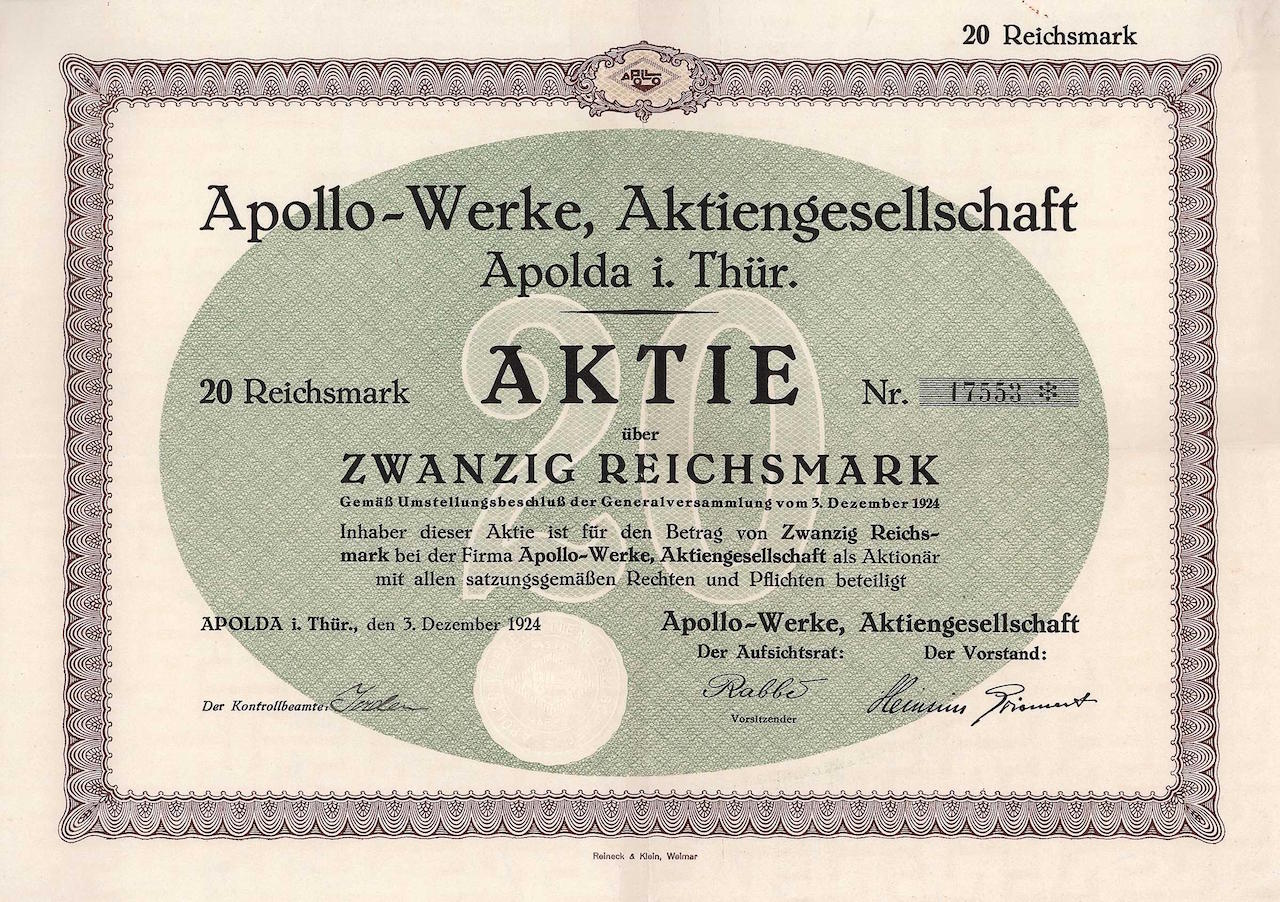 20 Reichsmark
APOLLO
Apollo-Werke, Aktiengesellschaft
Apolda i. Thür.
20
20 Reichsmark AKTIE Nr. 17553 *
über
ZWANZIG REICHSMARK
Gemäß Umstellungsbeschluß der Generalversammlung vom 3. Dezember 1924
Inhaber dieser Aktie ist für den Betrag von Zwanzig Reichs-
mark bei der Firma Apollo-Werke, Aktiengesellschaft als Aktionär
mit allen satzungsgemäßen Rechten und Pflichten beteiligt
APOLDA i. Thür., den 3. Dezember 1924
Apollo-Werke, Aktiengesellschaft
Der Aufsichtsrat: Der Vorstand:
Der Kontrollbeamte:
Rabbe
Heinsius
Vorsitzender
Reineck & Klein, Weimar